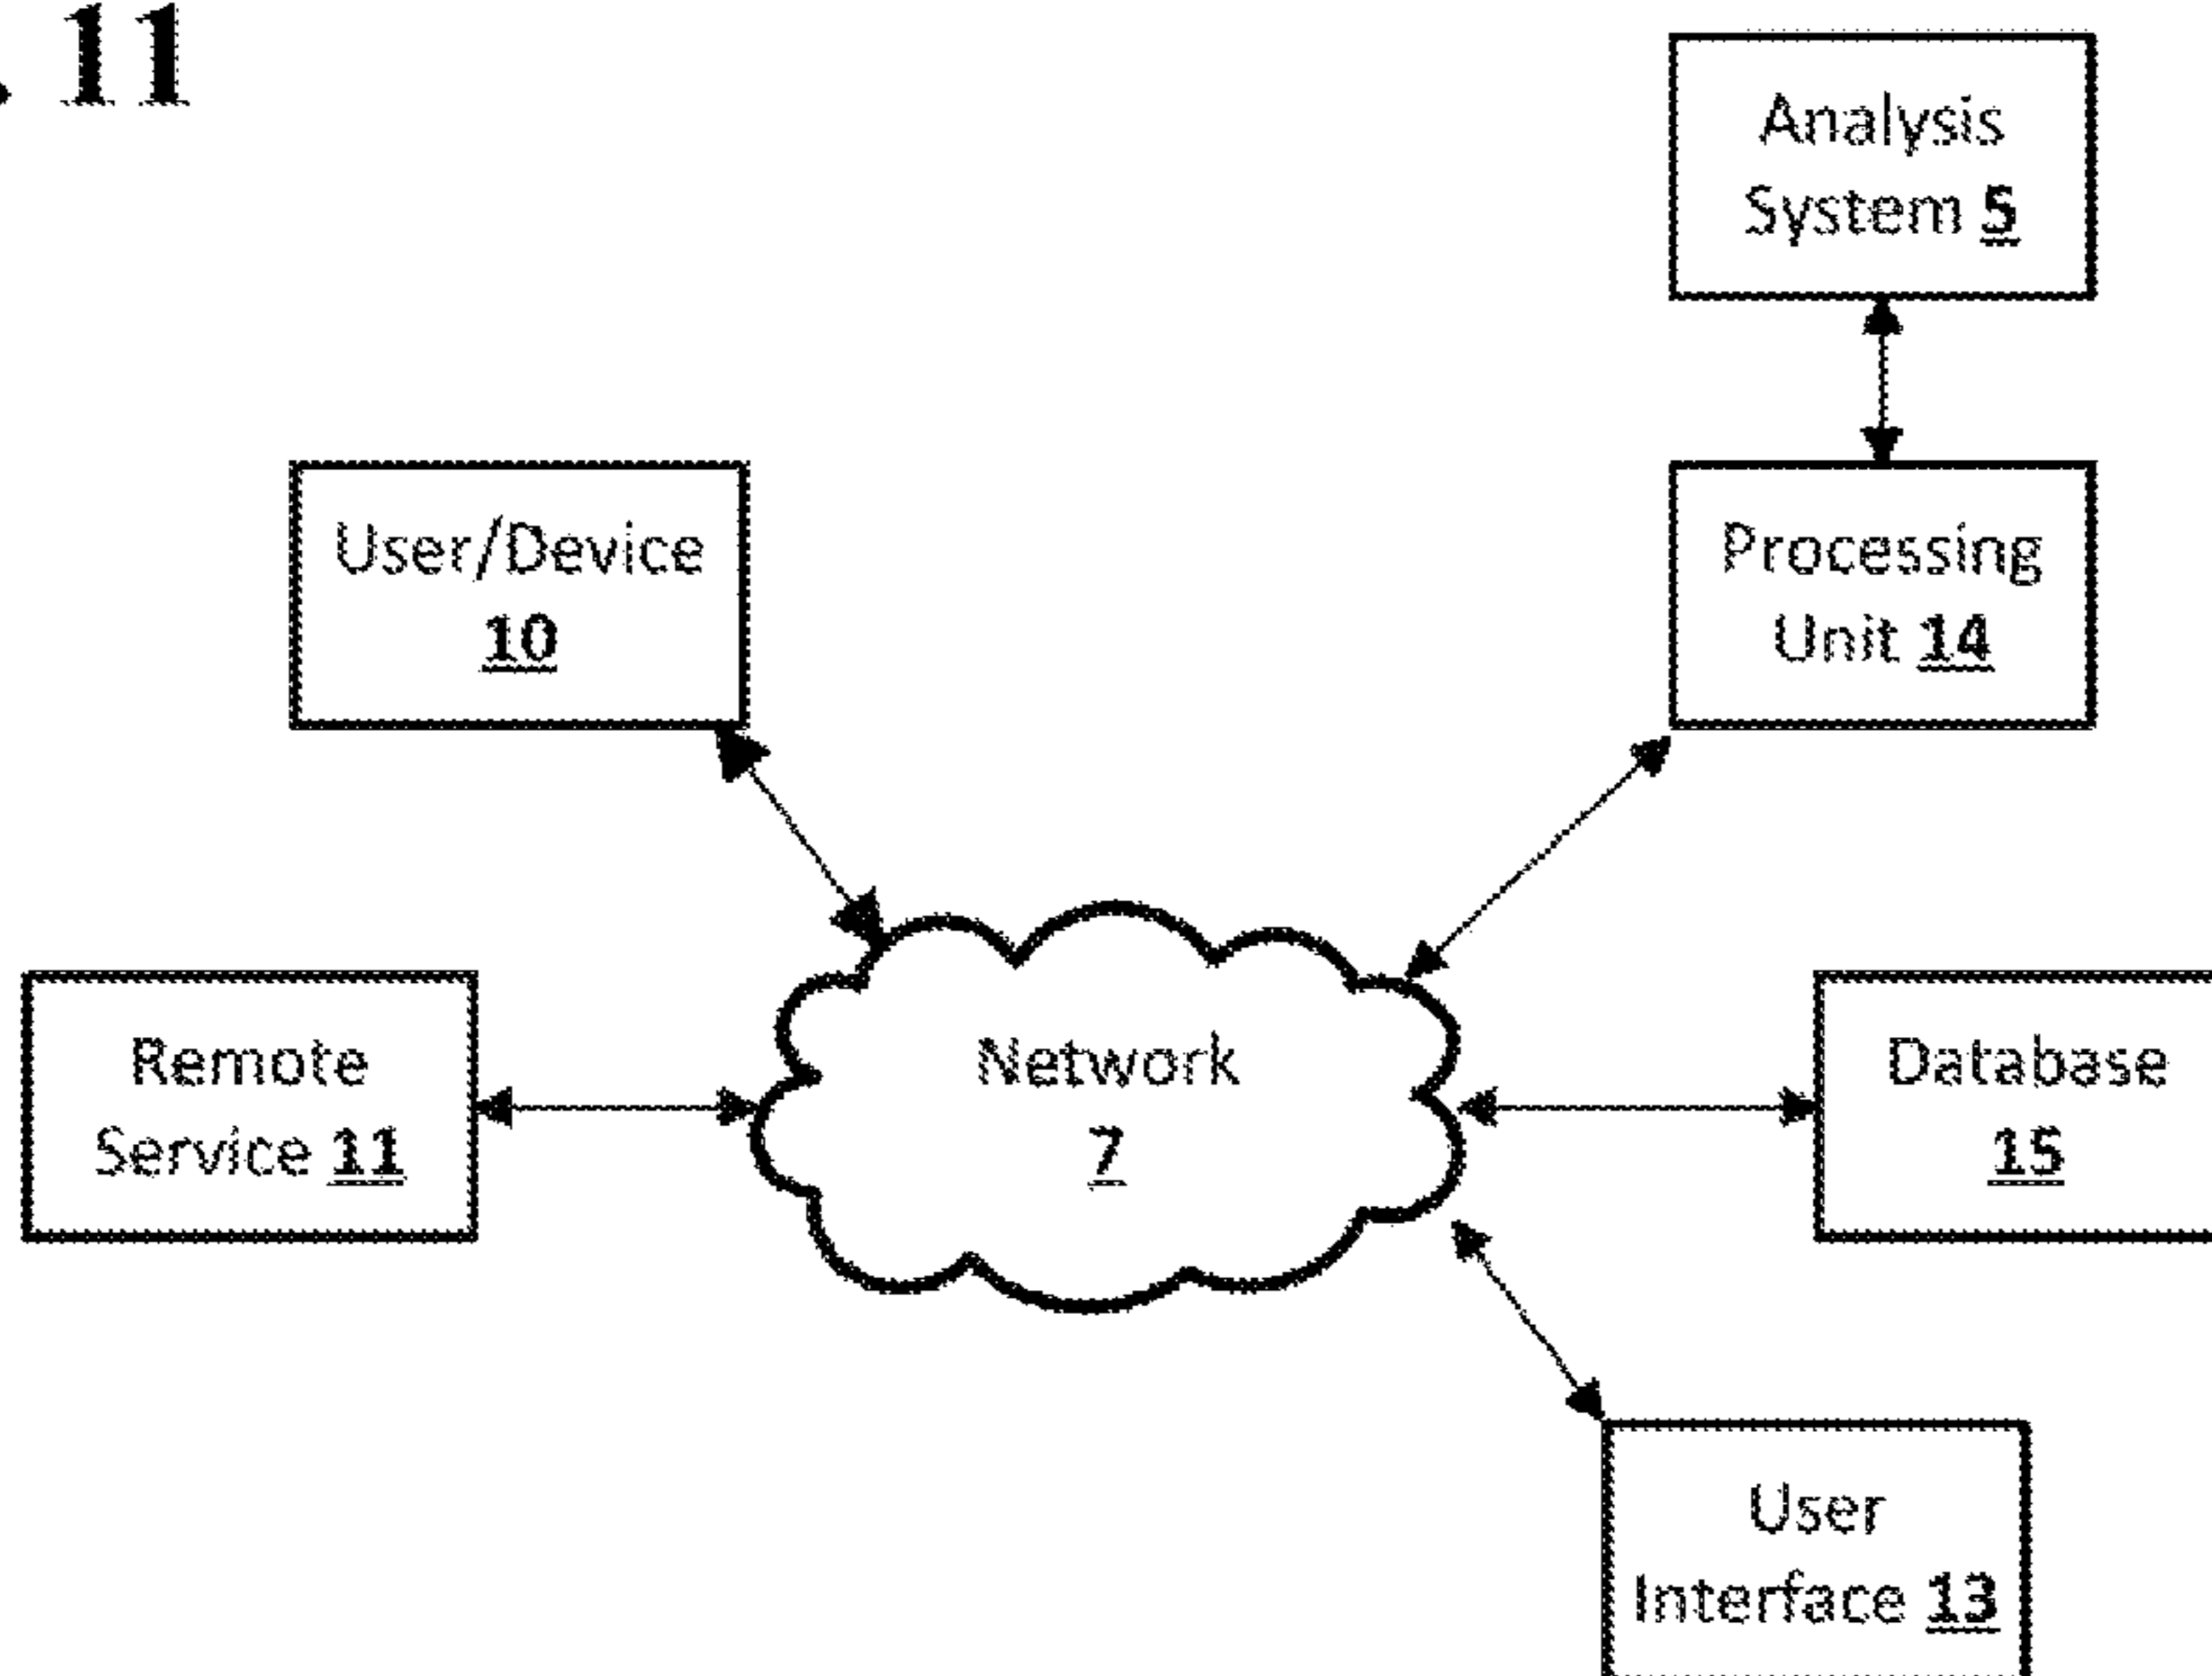 . 11
Analysis
System 5
User/Device
10
Processing
Unit 14
Remote
Service 11
Network
7
Database
15
User
Interface 13